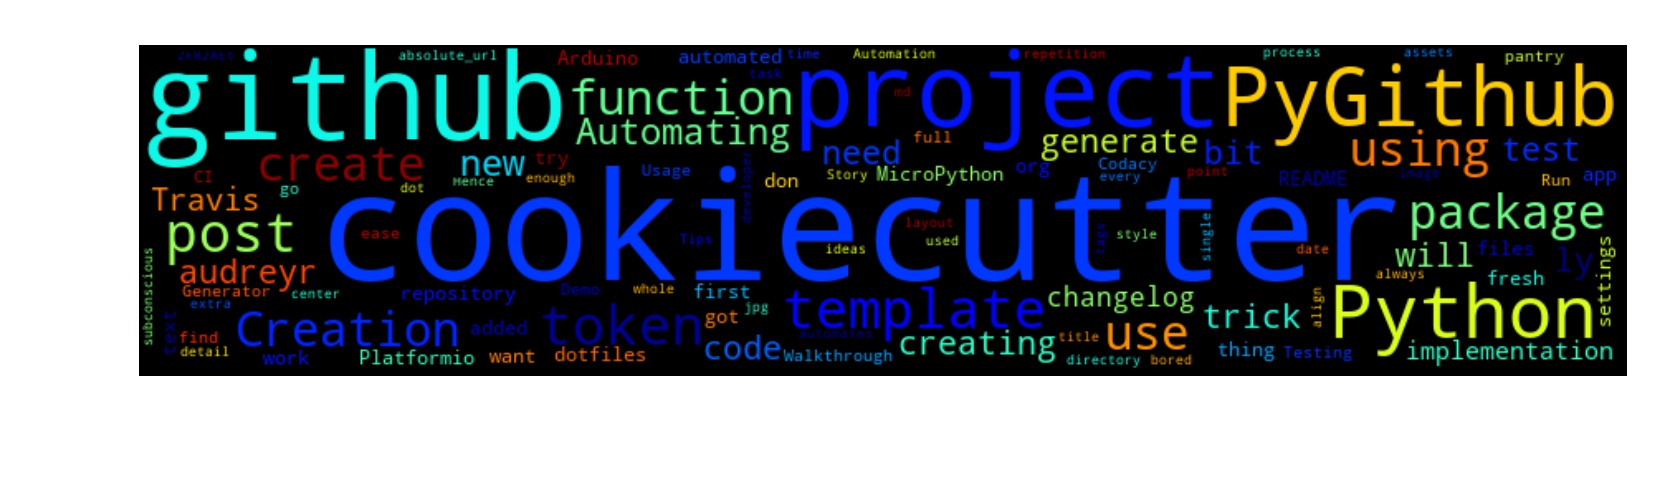 absolute_url
Arduino
automated
time
Automation
repetition
process
assets
pantry
github
function
task
project
md
PyGithub
Automating
full
generate
using
test
need
bit
create
new
try
CI
Hence
enough
Usage
developer
don
Story
MicroPython
org
Codacy
every
point
README
image
Run
app
Travis
go
dot
cookiecutter
package
post
ease
Tips
layout
used
ideas
tags
style
single
date
will
files
ly
settings
audreyr
always
fresh
subconscious
Generator
center
extra
repository
Demo
whole
first
jpg
template
changelog
trick
align
Python
text
find
detail
Creation
added
token
got
automates
creating
title
use
work
Platformio
want
dotfiles
code
Walkthrough
directory
bored
thing
Testing
implementation